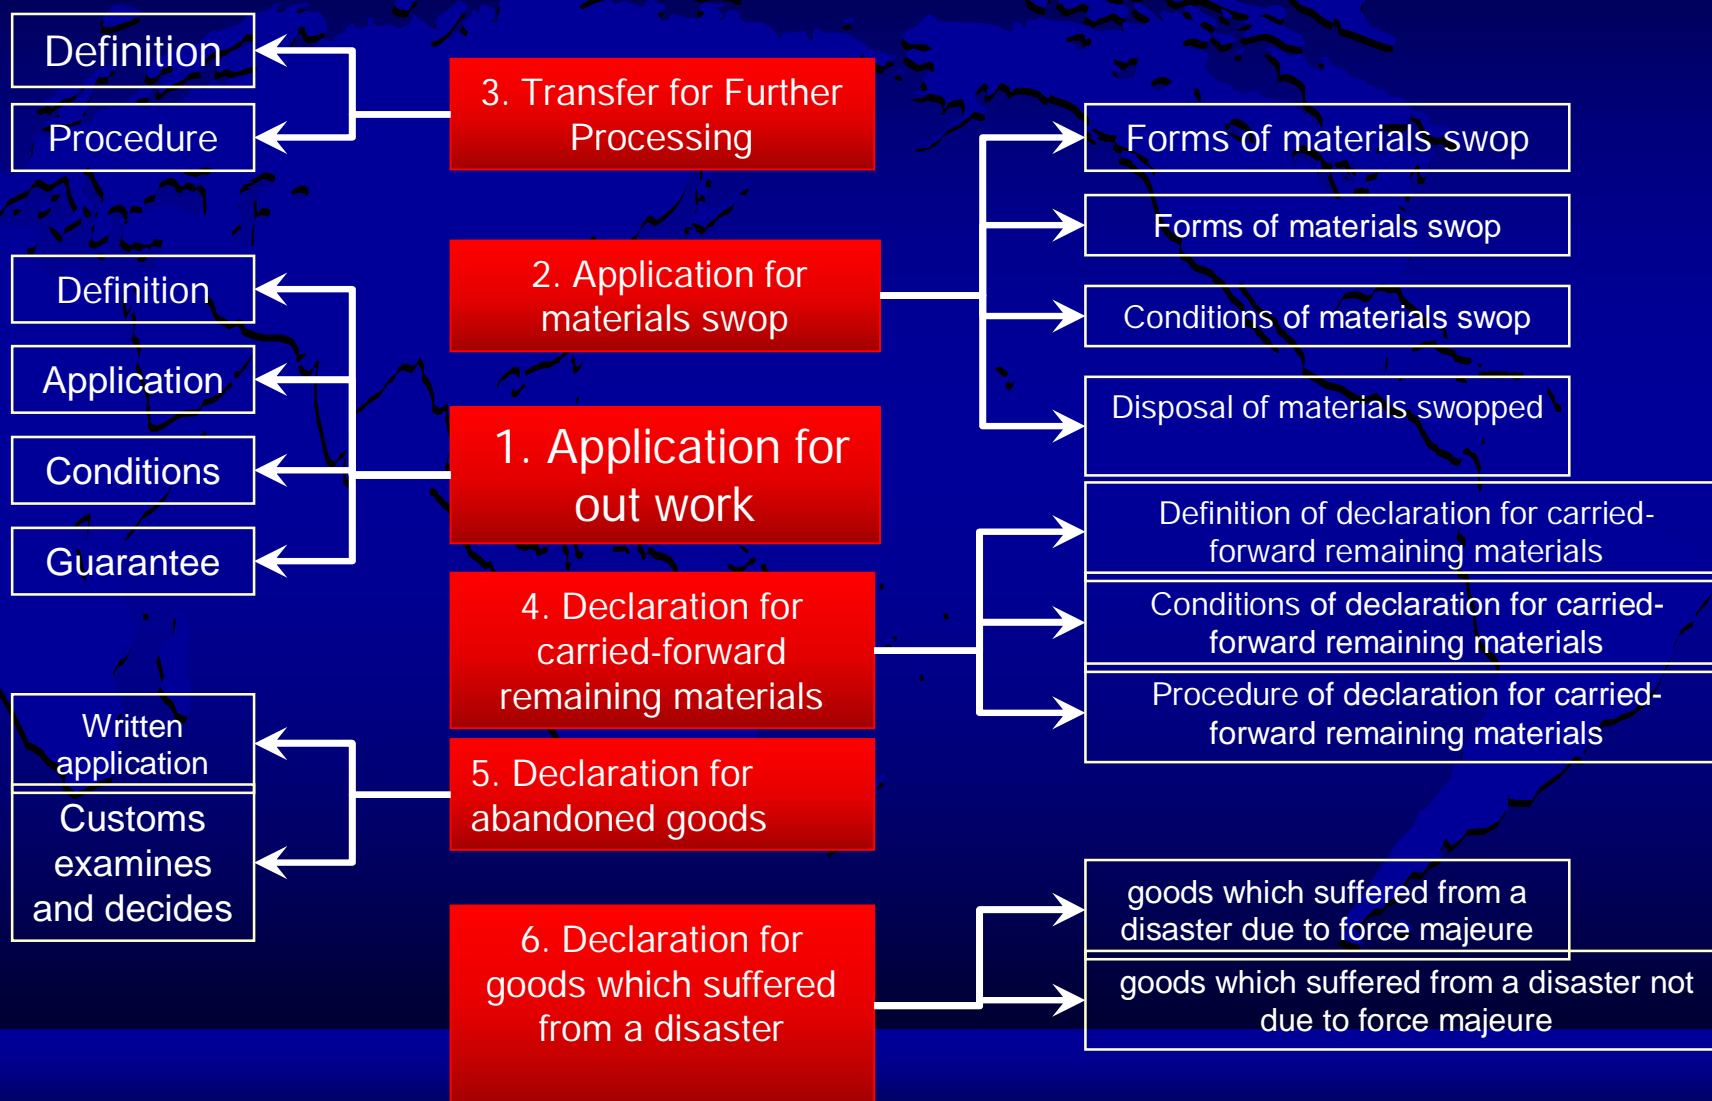 Definition
Procedure
3. Transfer for Further
Processing
Forms of materials swop
Forms of materials swop
Conditions of materials swop
Disposal of materials swopped
2. Application for
materials swop
Definition
Application
Conditions
Guarantee
1. Application for
out work
Definition of declaration for carried-
forward remaining materials
Conditions of declaration for carried-
forward remaining materials
Procedure of declaration for carried-
forward remaining materials
4. Declaration for
carried-forward
remaining materials
Written
application
Customs
examines
and decides
5. Declaration for
abandoned goods
6. Declaration for
goods which suffered
from a disaster
goods which suffered from a
disaster due to force majeure
goods which suffered from a disaster not
due to force majeure